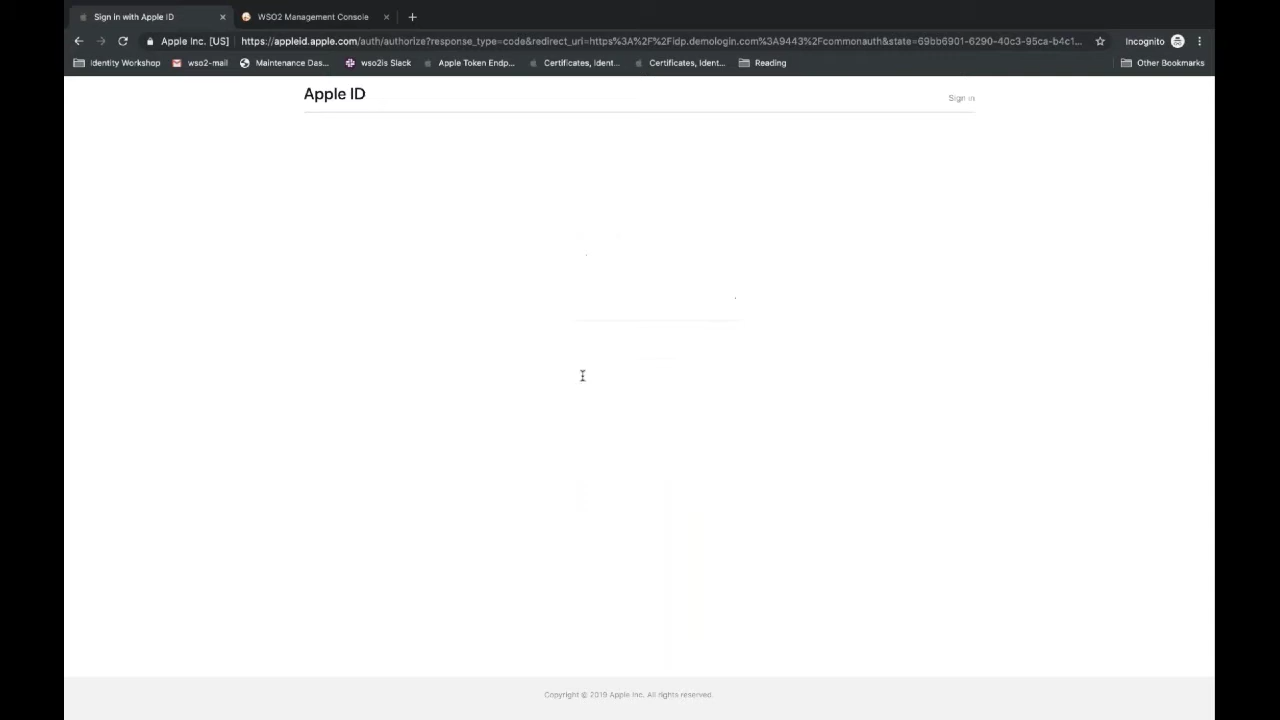 Sign in with Apple ID
WSO2 Management Console
Apple Inc. [US]
https://appleid.apple.com/auth/authorize?response_type=code&redirect_uri=https%3A%2F%2Fidp.demologin.com%3A9443%2Fcommonauth&state=69bb6901-6290-40c3-95ca-b4c1...
Incognito
Identity Workshop
wso2-mail
Maintenance Das...
wso2is Slack
Apple Token Endp...
Certificates, Ident...
Certificates, Ident...
Reading
Other Bookmarks
Apple ID
Sign in
Copyright © 2019 Apple Inc. All rights reserved.